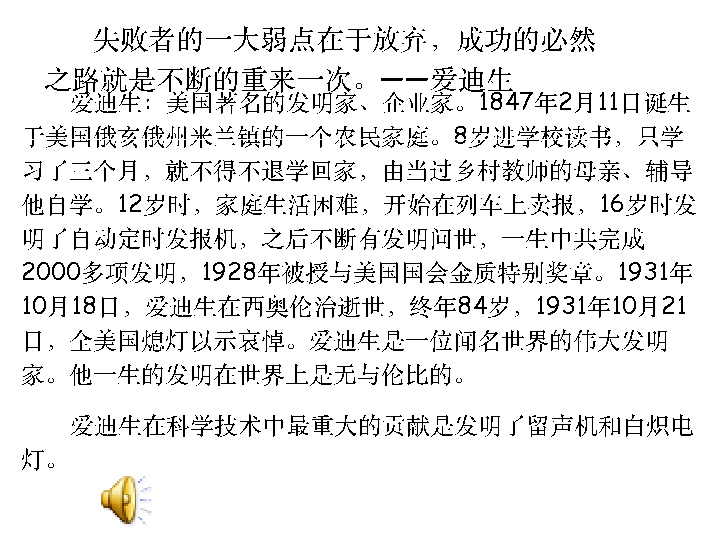 失败者的一大弱点在于放弃，成功的必然
之路就是不断的重来一次。——爱迪生
爱迪生：美国著名的发明家、企业家。1847年2月11日诞生
于美国俄亥俄州米兰镇的一个农民家庭。8岁进学校读书，只学
习了三个月，就不得不退学回家，由当过乡村教师的母亲、辅导
他自学。12岁时，家庭生活困难，开始在列车上卖报，16岁时发
明了自动定时发报机，之后不断有发明问世，一生中共完成
2000多项发明，1928年被授与美国国会金质特别奖章。1931年
10月18日，爱迪生在西奥伦治逝世，终年84岁，1931年10月21
日，全美国熄灯以示哀悼。爱迪生是一位闻名世界的伟大发明
家。他一生的发明在世界上是无与伦比的。
爱迪生在科学技术中最重大的贡献是发明了留声机和白炽电
灯。